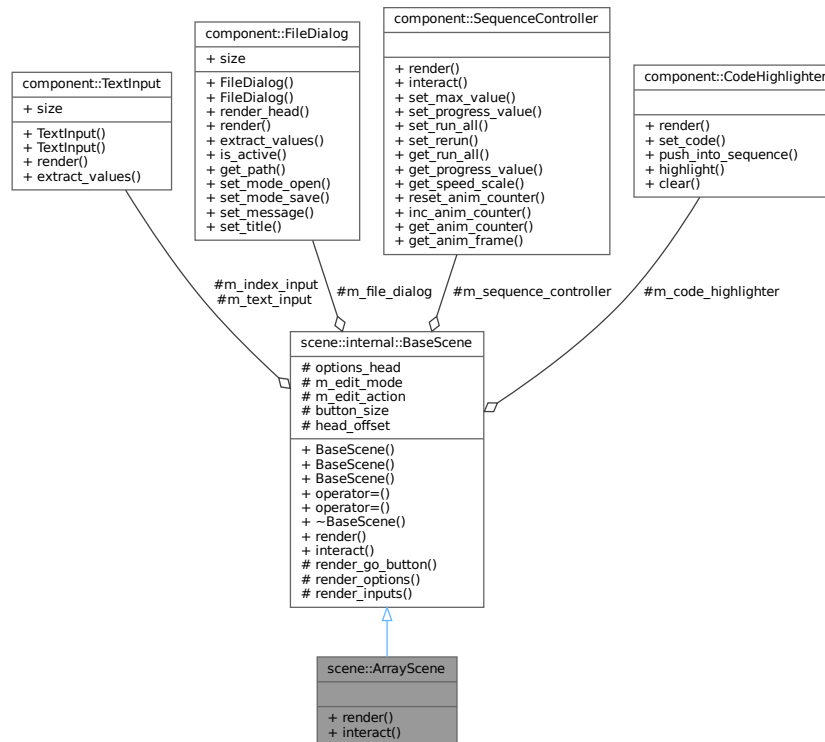 component::SequenceController
+ render()
+ interact()
+ set_max_value()
+ set_progress_value()
+ set_run_all()
+ set_rerun()
+ get_run_all()
+ get_progress_value()
+ get_speed_scale()
+ reset_anim_counter()
+ inc_anim_counter()
+ get_anim_counter()
+ get_anim_frame()
component::FileDialog
+ size
+ FileDialog()
+ FileDialog()
+ render_head()
+ render()
+ extract_values()
+ is_active()
+ get_path()
+ set_mode_open()
+ set_mode_save()
+ set_message()
+ set_title()
component::TextInput
+ size
+ TextInput()
+ TextInput()
+ render()
+ extract_values()
component::CodeHighlighter
+ render()
+ set_code()
+ push_into_sequence()
+ highlight()
+ clear()
#m_index_input
#m_text_input
#m_file_dialog
#m_sequence_controller
#m_code_highlighter
scene::internal::BaseScene
# options_head
# m_edit_mode
# m_edit_action
# button_size
# head_offset
+ BaseScene()
+ BaseScene()
+ BaseScene()
+ operator=()
+ operator=()
+ ~BaseScene()
+ render()
+ interact()
# render_go_button()
# render_options()
# render_inputs()
scene::ArrayScene
+ render()
+ interact()